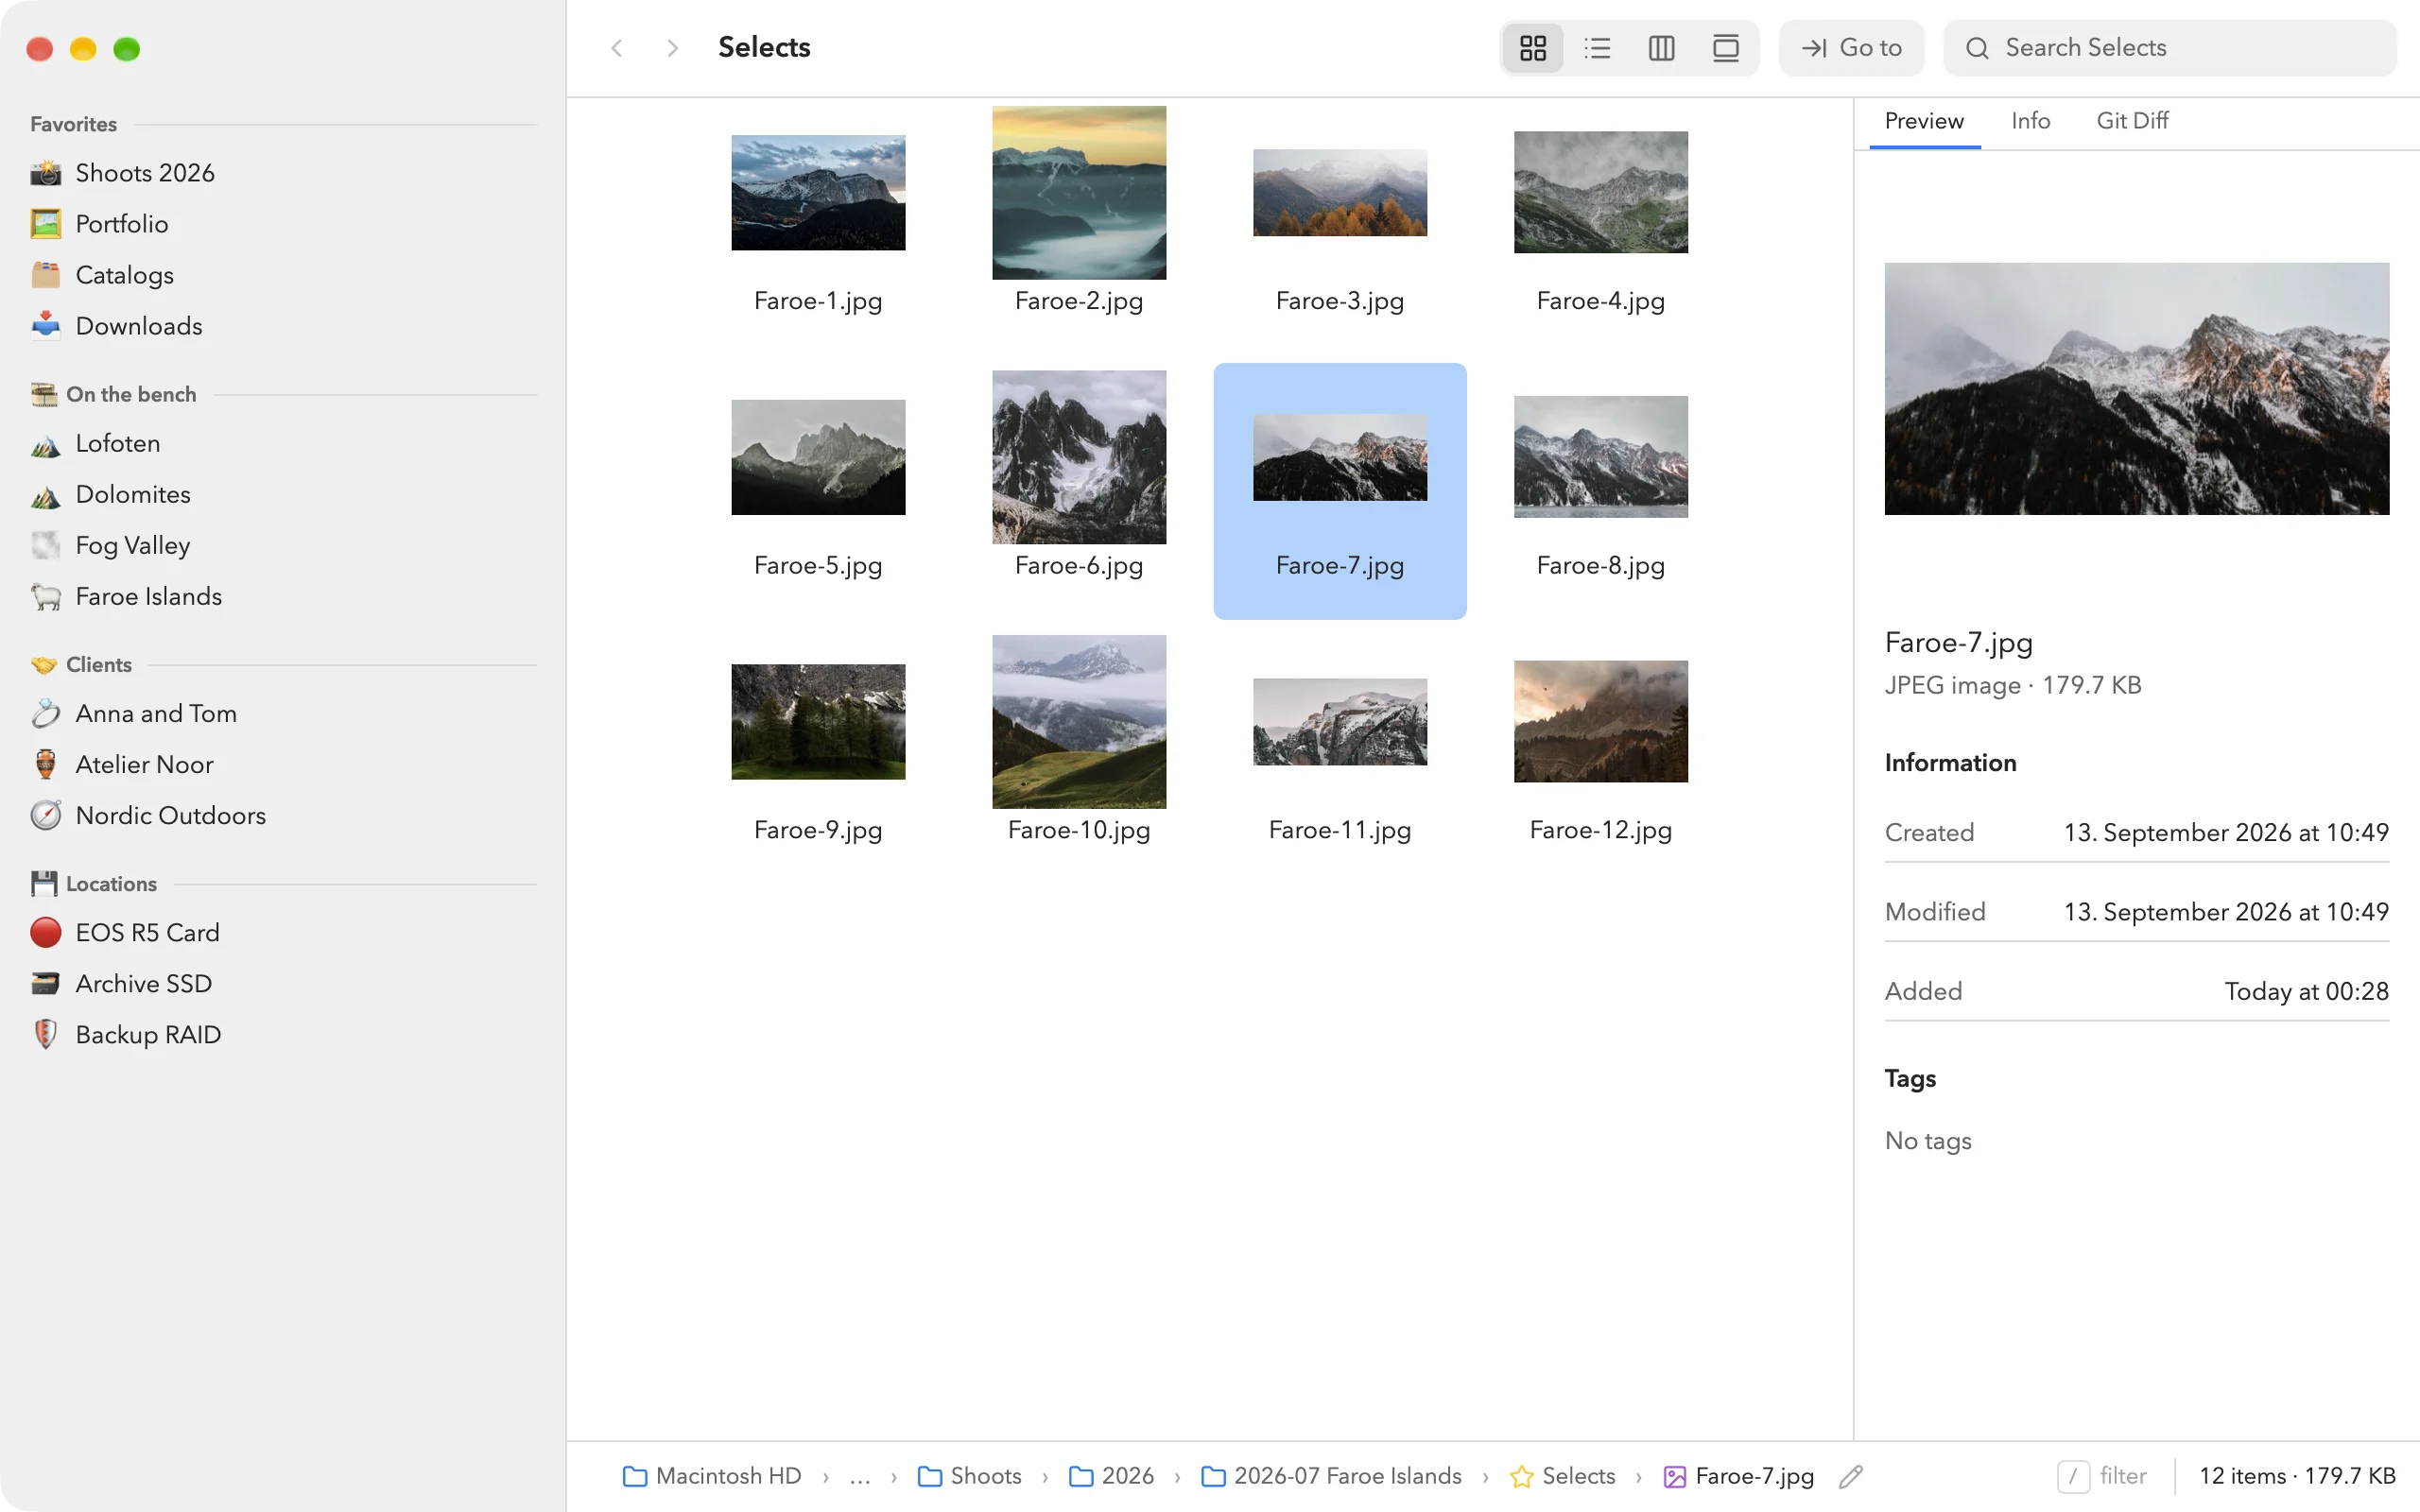 Selects
Go to
Search Selects
Favorites
Shoots 2026
Portfolio
Catalogs
Downloads
On the bench
Lofoten
Dolomites
Fog Valley
Faroe Islands
Clients
Anna and Tom
Atelier Noor
Nordic Outdoors
Locations
EOS R5 Card
Archive SSD
Backup RAID
Faroe-1.jpg
Faroe-2.jpg
Faroe-3.jpg
Faroe-4.jpg
Faroe-5.jpg
Faroe-6.jpg
Faroe-7.jpg
Faroe-8.jpg
Faroe-9.jpg
Faroe-10.jpg
Faroe-11.jpg
Faroe-12.jpg
Preview Info Git Diff
Faroe-7.jpg
JPEG image · 179.7 KB
Information
Created 13. September 2026 at 10:49
Modified 13. September 2026 at 10:49
Added Today at 00:28
Tags
No tags
Macintosh HD › … › Shoots › 2026 › 2026-07 Faroe Islands › Selects › Faroe-7.jpg
/ filter
12 items · 179.7 KB